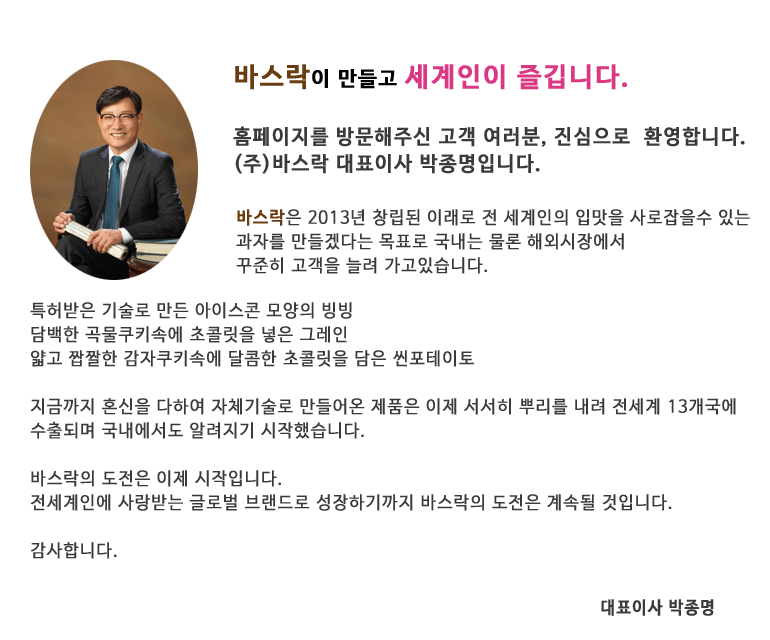 바스락이 만들고 세계인이 즐깁니다.
홈페이지를 방문해주신 고객 여러분, 진심으로 환영합니다.
(주)바스락 대표이사 박종명입니다.
바스락은 2013년 창립된 이래로 전 세계인의 입맛을 사로잡을수 있는
과자를 만들겠다는 목표로 국내는 물론 해외시장에서
꾸준히 고객을 늘려 가고있습니다.
특허받은 기술로 만든 아이스콘 모양의 빙빙
담백한 곡물쿠키속에 초콜릿을 넣은 그레인
얇고 짭짤한 감자쿠키속에 달콤한 초콜릿을 담은 씬포테이토
지금까지 혼신을 다하여 자체기술로 만들어온 제품은 이제 서서히 뿌리를 내려 전세계 13개국에
수출되며 국내에서도 알려지기 시작했습니다.
바스락의 도전은 이제 시작입니다.
전세계인에 사랑받는 글로벌 브랜드로 성장하기까지 바스락의 도전은 계속될 것입니다.
감사합니다.
대표이사 박종명